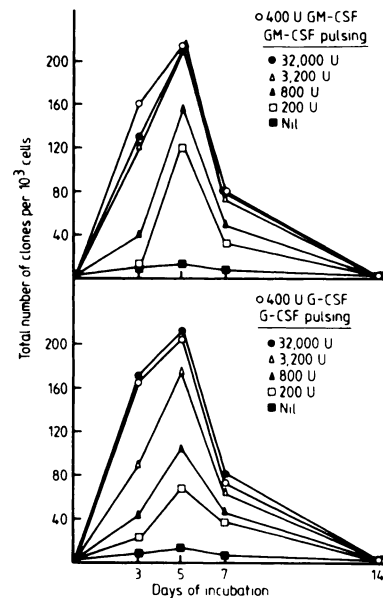 ○400 U GM-CSF
GM-CSF pulsing
● 32,000 U
△ 3,200 U
▲ 800 U
□ 200 U
■ Nil
200
160
120
80
40
○400 U G-CSF
G-CSF pulsing
● 32,000 U
△ 3,200 U
▲ 800 U
□ 200 U
■ Nil
200
160
120
80
40
Total number of clones per 10³ cells
3 5 7 14
Days of incubation